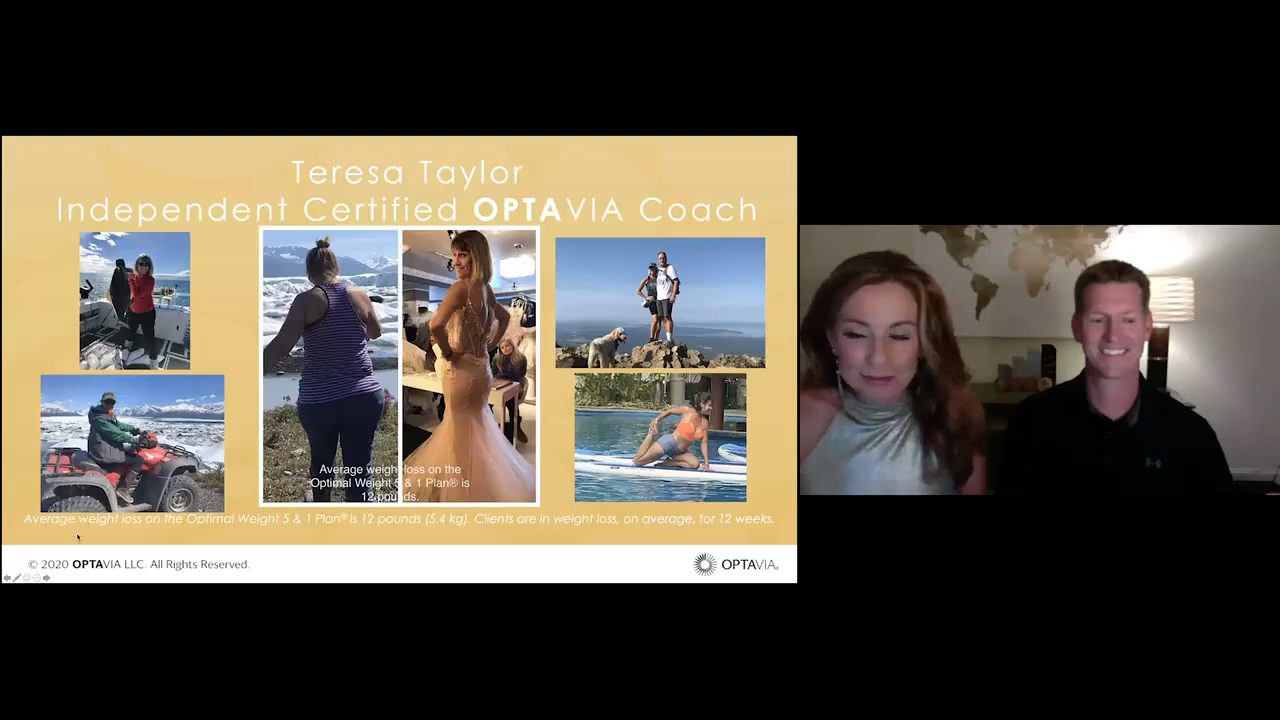 Teresa Taylor
Independent Certified OPTAVIA Coach
Average weight loss on the
Optimal Weight 5 & 1 Plan® is
12 pounds.
Average weight loss on the Optimal Weight 5 & 1 Plan® is 12 pounds (5.4 kg). Clients are in weight loss, on average, for 12 weeks.
© 2020 OPTAVIA LLC. All Rights Reserved.
OPTAVIA®